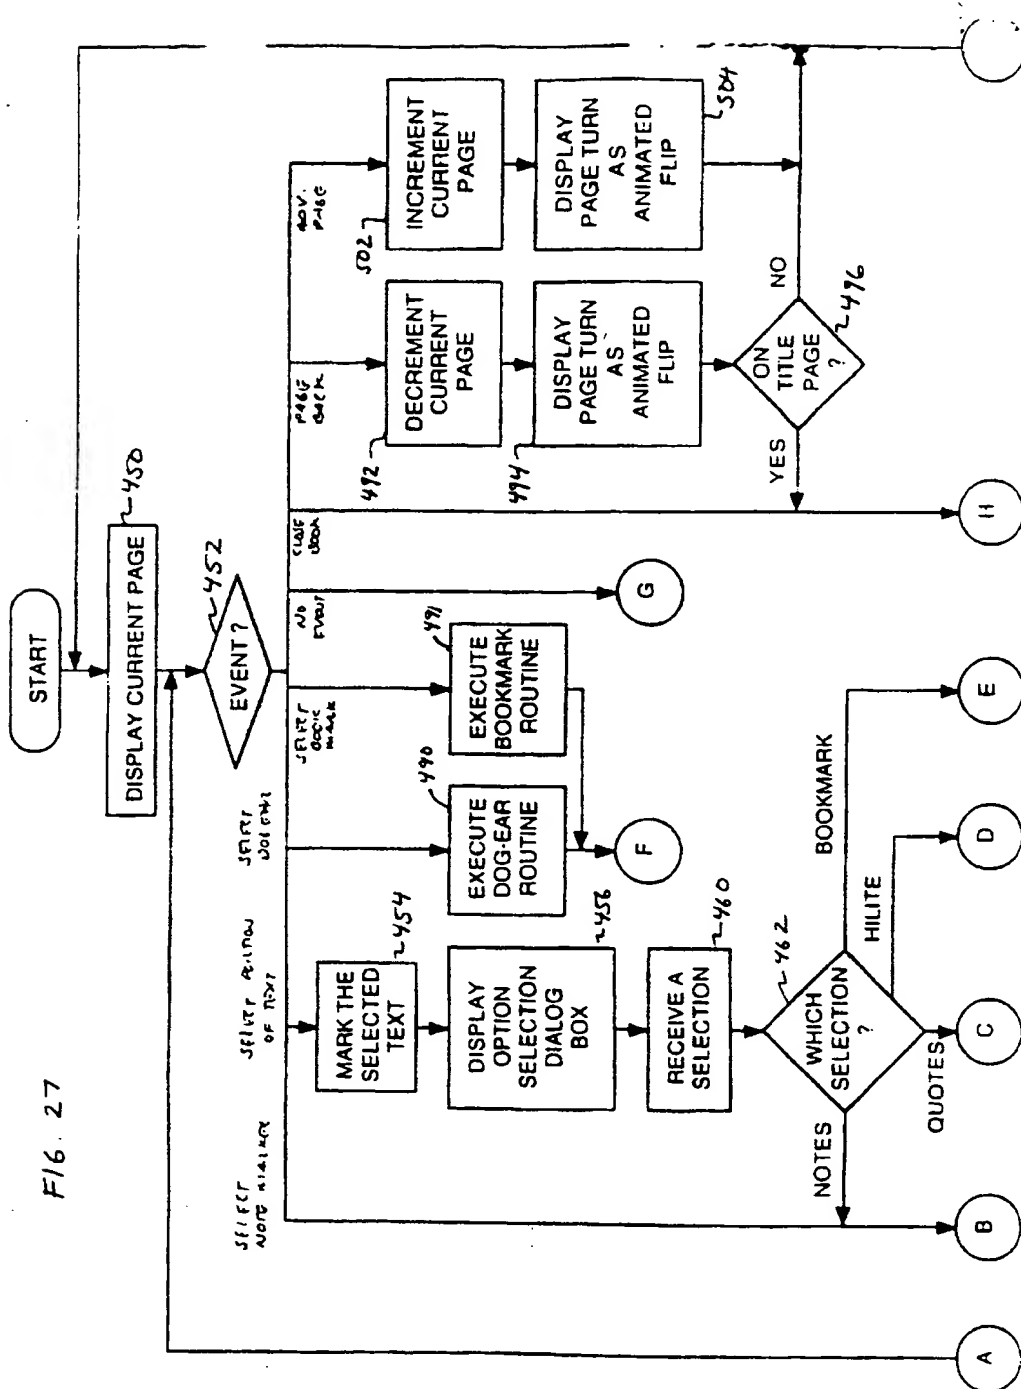 FIG. 27
START
DISPLAY CURRENT PAGE
450
EVENT?
452
SELECT
NOTE MARKER
SELECT PORTION
OF TEXT
SELECT
DOG EAR
SELECT
BOOK
MARK
NO
EVENT
CLOSE
BOOK
PAGE
BACK
ADV.
PAGE
MARK THE
SELECTED
TEXT
454
DISPLAY
OPTION
SELECTION
DIALOG
BOX
456
RECEIVE A
SELECTION
460
WHICH
SELECTION
?
462
NOTES
QUOTES
HILITE
BOOKMARK
490
EXECUTE
DOG-EAR
ROUTINE
491
EXECUTE
BOOKMARK
ROUTINE
F
G
492
DECREMENT
CURRENT
PAGE
494
DISPLAY
PAGE TURN
AS
ANIMATED
FLIP
ON
TITLE
PAGE
?
496
YES
NO
502
INCREMENT
CURRENT
PAGE
DISPLAY
PAGE TURN
AS
ANIMATED
FLIP
504
A
B
C
D
E
H